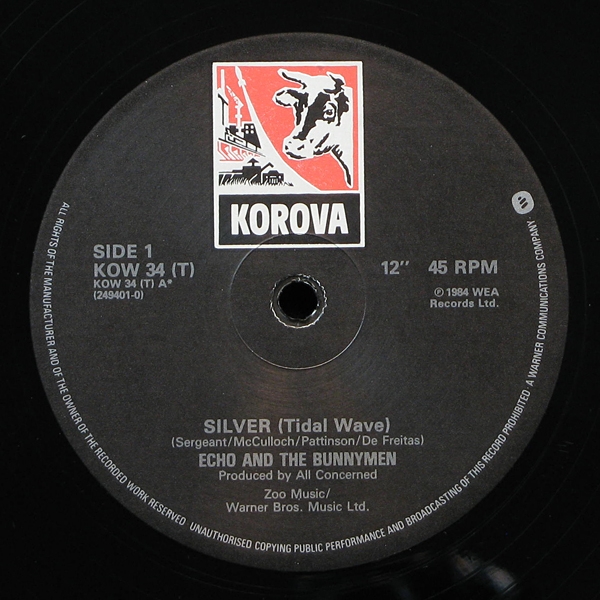 KOROVA
SIDE 1
KOW 34 (T)
KOW 34 (T) A*
(249401-0)
12″ 45 RPM
℗ 1984 WEA
Records Ltd.
SILVER (Tidal Wave)
(Sergeant/McCulloch/Pattinson/De Freitas)
ECHO AND THE BUNNYMEN
Produced by All Concerned
Zoo Music/
Warner Bros. Music Ltd.
ALL RIGHTS OF THE MANUFACTURER AND OF THE OWNER OF THE RECORDED WORK RESERVED UNAUTHORISED COPYING PUBLIC PERFORMANCE AND BROADCASTING OF THIS RECORD PROHIBITED · A WARNER COMMUNICATIONS COMPANY